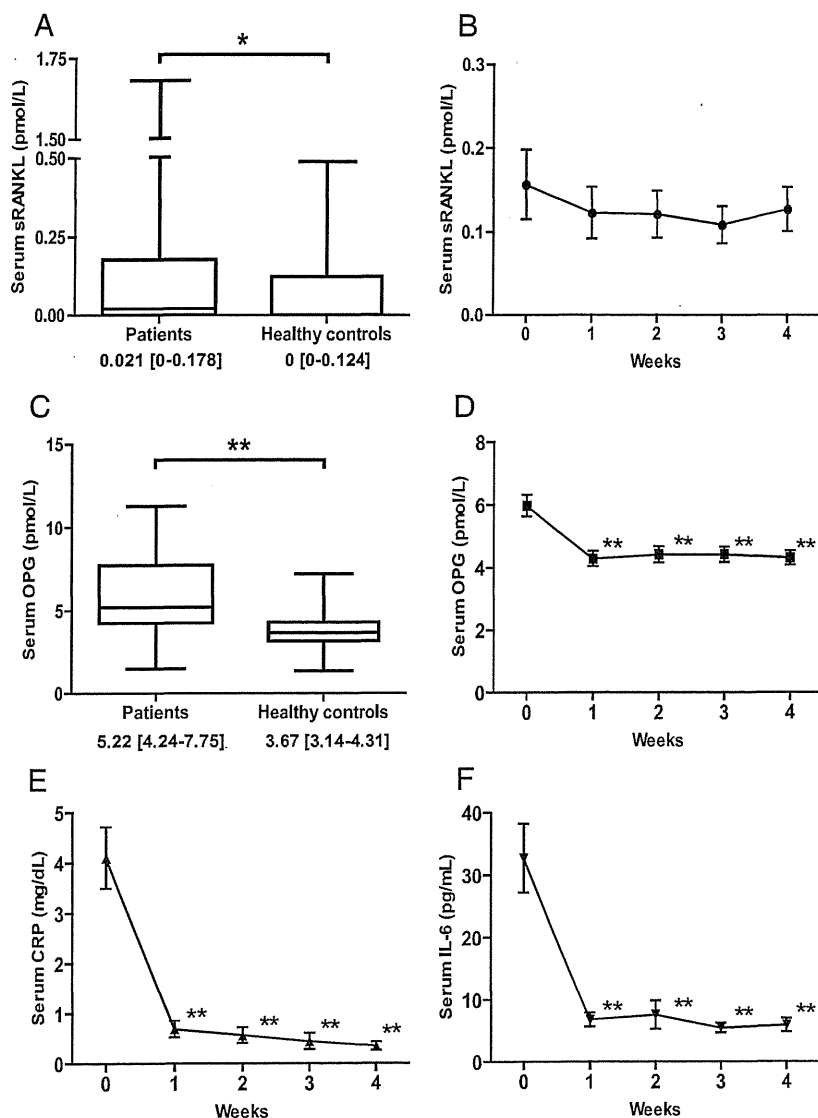 A
B
*
1.75
1.50
0.50
0.25
0.00
Serum sRANKL (pmol/L)
Patients
Healthy controls
0.021 [0-0.178]
0 [0-0.124]
0.3
0.2
0.1
0.0
Serum sRANKL (pmol/L)
0 1 2 3 4
Weeks
C
D
**
15
10
5
0
Serum OPG (pmol/L)
Patients
Healthy controls
5.22 [4.24-7.75]
3.67 [3.14-4.31]
8
6
4
2
0
Serum OPG (pmol/L)
** ** ** **
0 1 2 3 4
Weeks
E
F
5
4
3
2
1
0
Serum CRP (mg/dL)
** ** ** **
0 1 2 3 4
Weeks
40
30
20
10
0
Serum IL-6 (pg/mL)
** ** ** **
0 1 2 3 4
Weeks